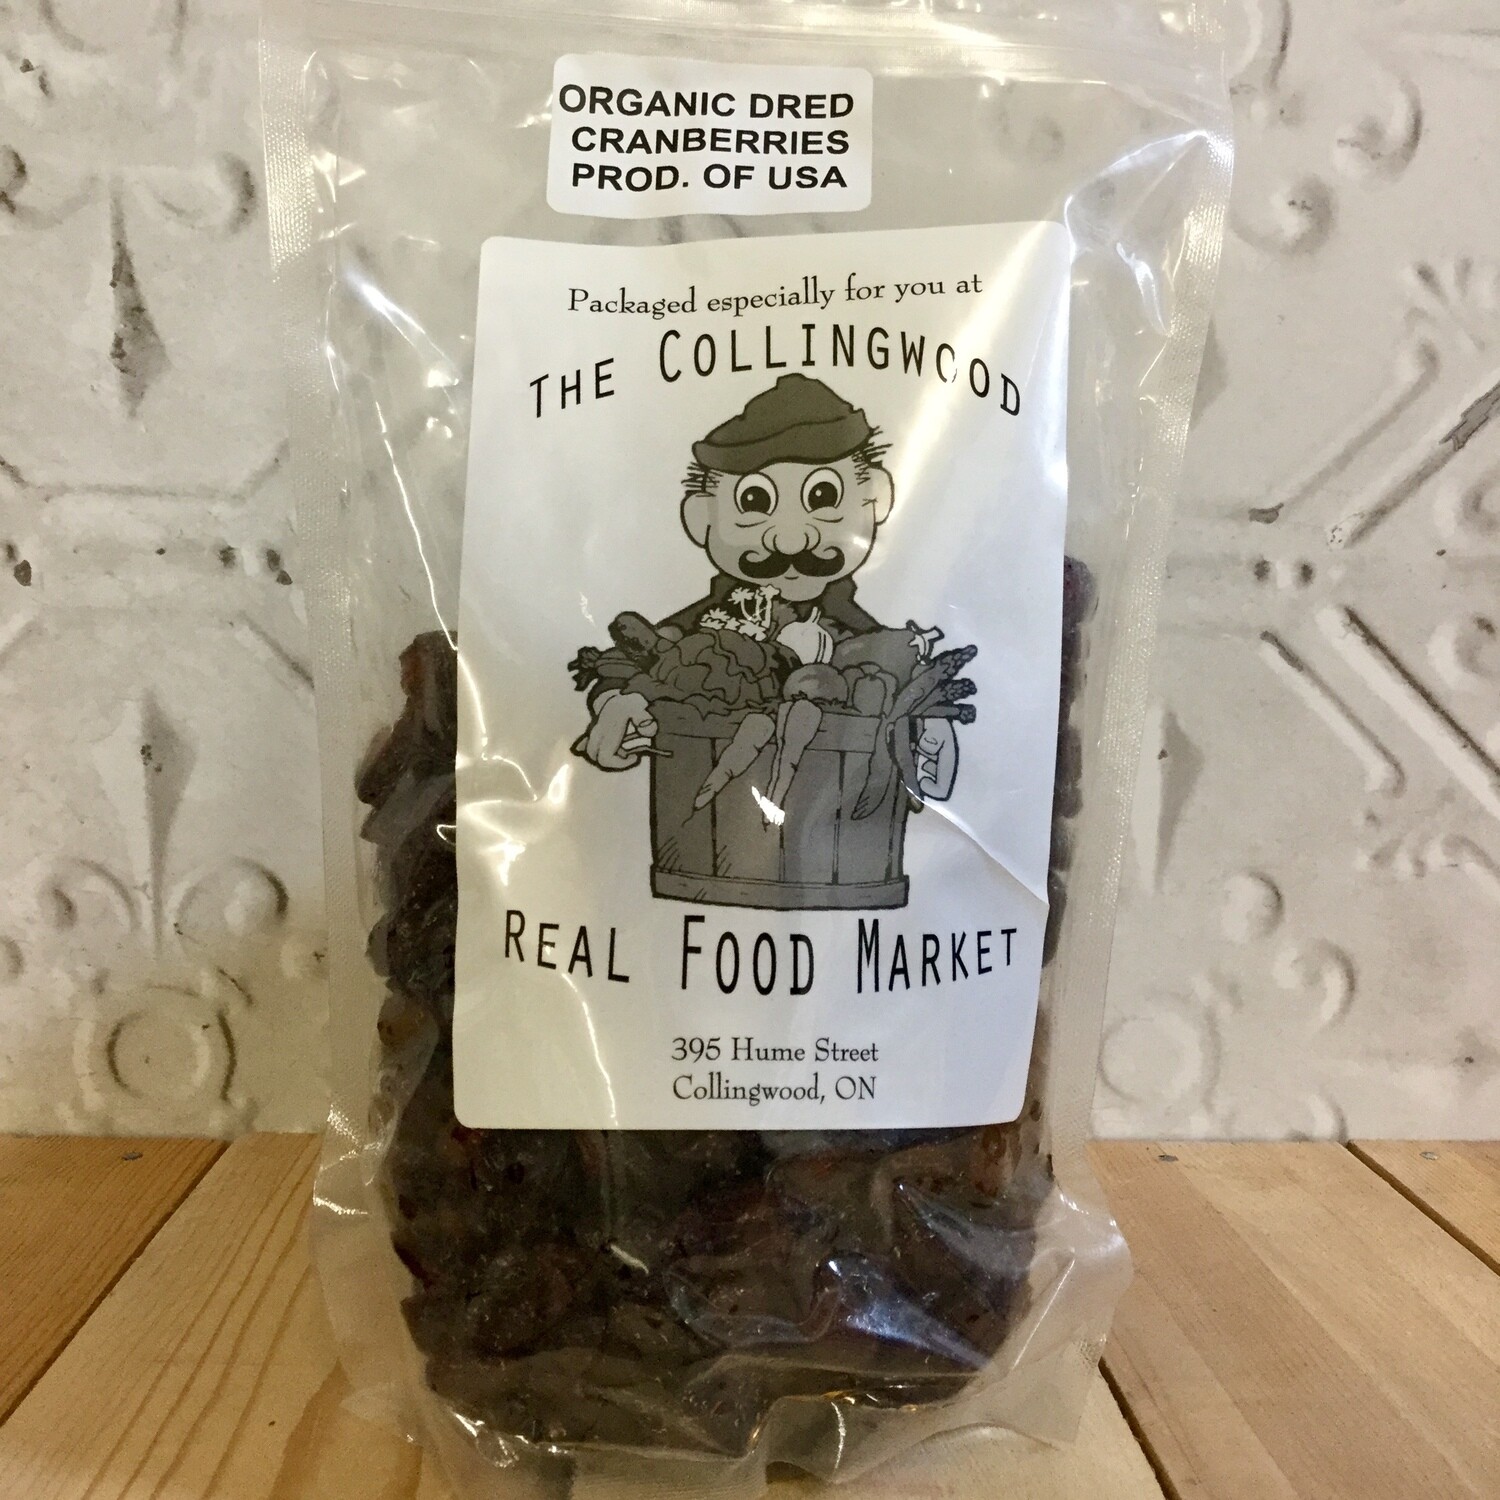 ORGANIC DRED
CRANBERRIES
PROD. OF USA
Packaged especially for you at
THE COLLINGWOOD
REAL FOOD MARKET
395 Hume Street
Collingwood, ON